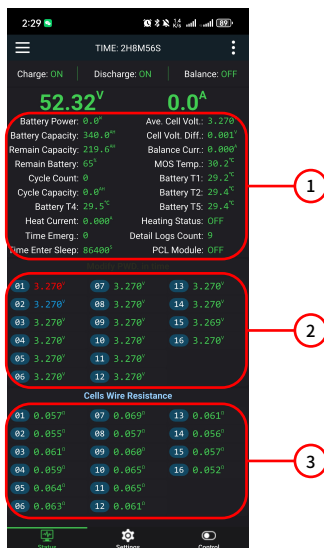 2:29
89
TIME: 2H8M56S
Charge: ON Discharge: ON Balance: OFF
52.32V 0.0A
Battery Power: 0.0W Ave. Cell Volt.: 3.270
Battery Capacity: 340.0AH Cell Volt. Diff.: 0.001V
Remain Capacity: 219.6AH Balance Curr.: 0.000A
Remain Battery: 65% MOS Temp.: 30.2℃
Cycle Count: 0 Battery T1: 29.2℃
Cycle Capacity: 0.0AH Battery T2: 29.4℃
Battery T4: 29.5℃ Battery T5: 29.4℃
Heat Current: 0.000A Heating Status: OFF
Time Emerg.: 0 Detail Logs Count: 9
Time Enter Sleep: 86400S PCL Module: OFF
1
01 3.270V 07 3.270V 13 3.270V
02 3.270V 08 3.270V 14 3.270V
03 3.270V 09 3.270V 15 3.269V
04 3.270V 10 3.270V 16 3.270V
05 3.270V 11 3.270V
06 3.270V 12 3.270V
2
Cells Wire Resistance
01 0.057Ω 07 0.069Ω 13 0.061Ω
02 0.055Ω 08 0.057Ω 14 0.056Ω
03 0.061Ω 09 0.060Ω 15 0.057Ω
04 0.059Ω 10 0.065Ω 16 0.052Ω
05 0.064Ω 11 0.065Ω
06 0.063Ω 12 0.061Ω
3
Status Settings Control